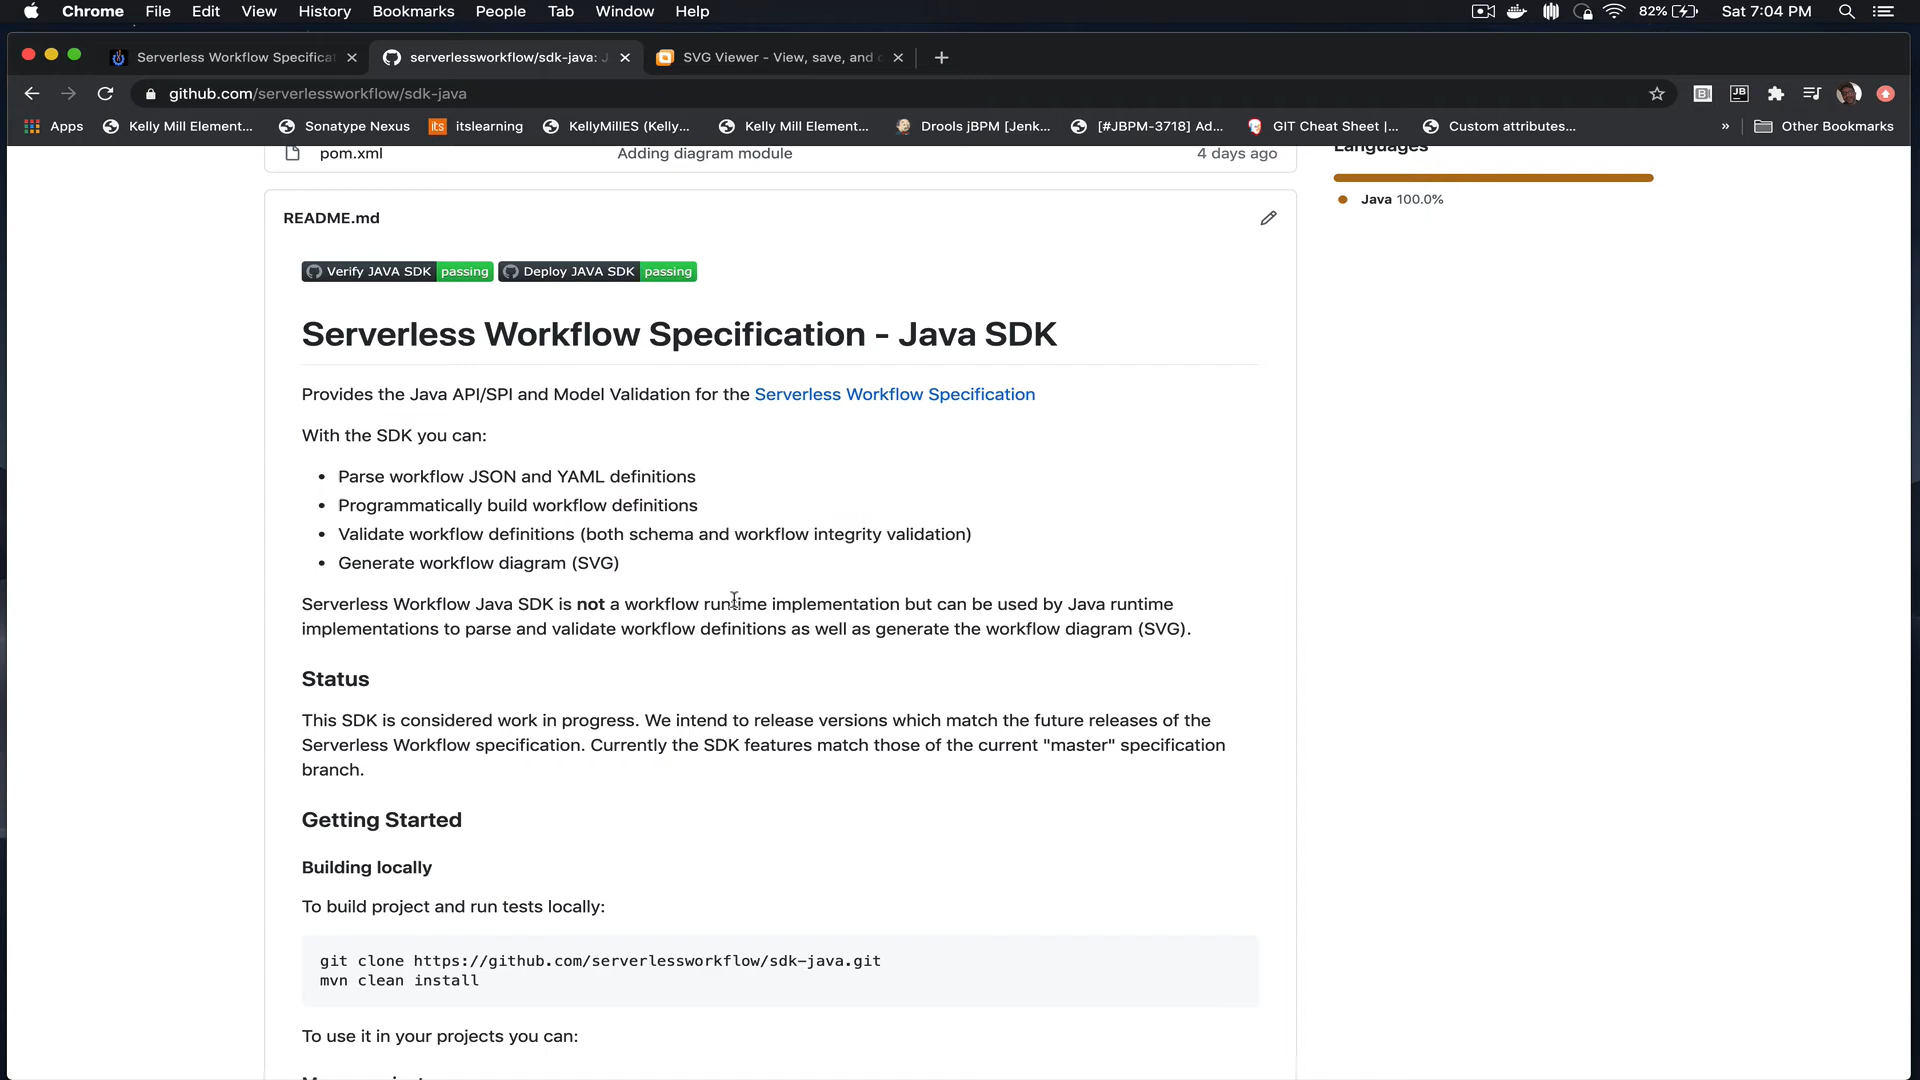 Chrome File Edit View History Bookmarks People Tab Window Help 82% Sat 7:04 PM
Serverless Workflow Specificat serverlessworkflow/sdk-java: J SVG Viewer - View, save, and c
github.com/serverlessworkflow/sdk-java
Apps Kelly Mill Element... Sonatype Nexus its itslearning KellyMillES (Kelly... Kelly Mill Element... Drools jBPM [Jenk... [#JBPM-3718] Ad... GIT Cheat Sheet |... Custom attributes... » Other Bookmarks
pom.xml Adding diagram module 4 days ago
Languages
Java 100.0%
README.md
Verify JAVA SDK passing Deploy JAVA SDK passing
Serverless Workflow Specification - Java SDK
Provides the Java API/SPI and Model Validation for the Serverless Workflow Specification
With the SDK you can:
• Parse workflow JSON and YAML definitions
• Programmatically build workflow definitions
• Validate workflow definitions (both schema and workflow integrity validation)
• Generate workflow diagram (SVG)
Serverless Workflow Java SDK is not a workflow runtime implementation but can be used by Java runtime
implementations to parse and validate workflow definitions as well as generate the workflow diagram (SVG).
Status
This SDK is considered work in progress. We intend to release versions which match the future releases of the
Serverless Workflow specification. Currently the SDK features match those of the current "master" specification
branch.
Getting Started
Building locally
To build project and run tests locally:
git clone https://github.com/serverlessworkflow/sdk-java.git
mvn clean install
To use it in your projects you can: